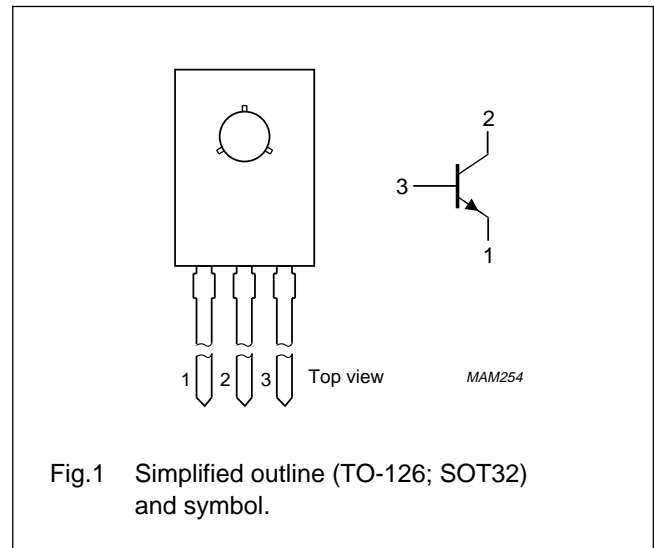 2
3
1
1 2 3 Top view MAM254
Fig.1 Simplified outline (TO-126; SOT32)
and symbol.